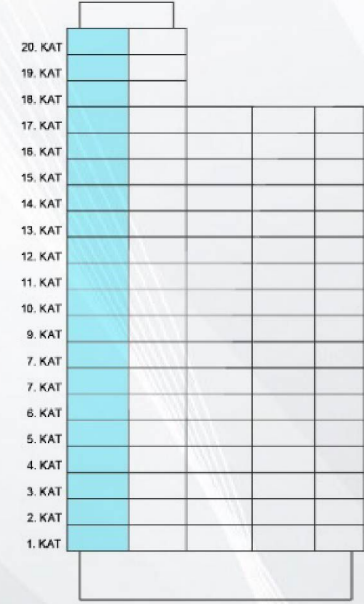 20. KAT
19. KAT
18. KAT
17. KAT
16. KAT
15. KAT
14. KAT
13. KAT
12. KAT
11. KAT
10. KAT
9. KAT
7. KAT
7. KAT
6. KAT
5. KAT
4. KAT
3. KAT
2. KAT
1. KAT